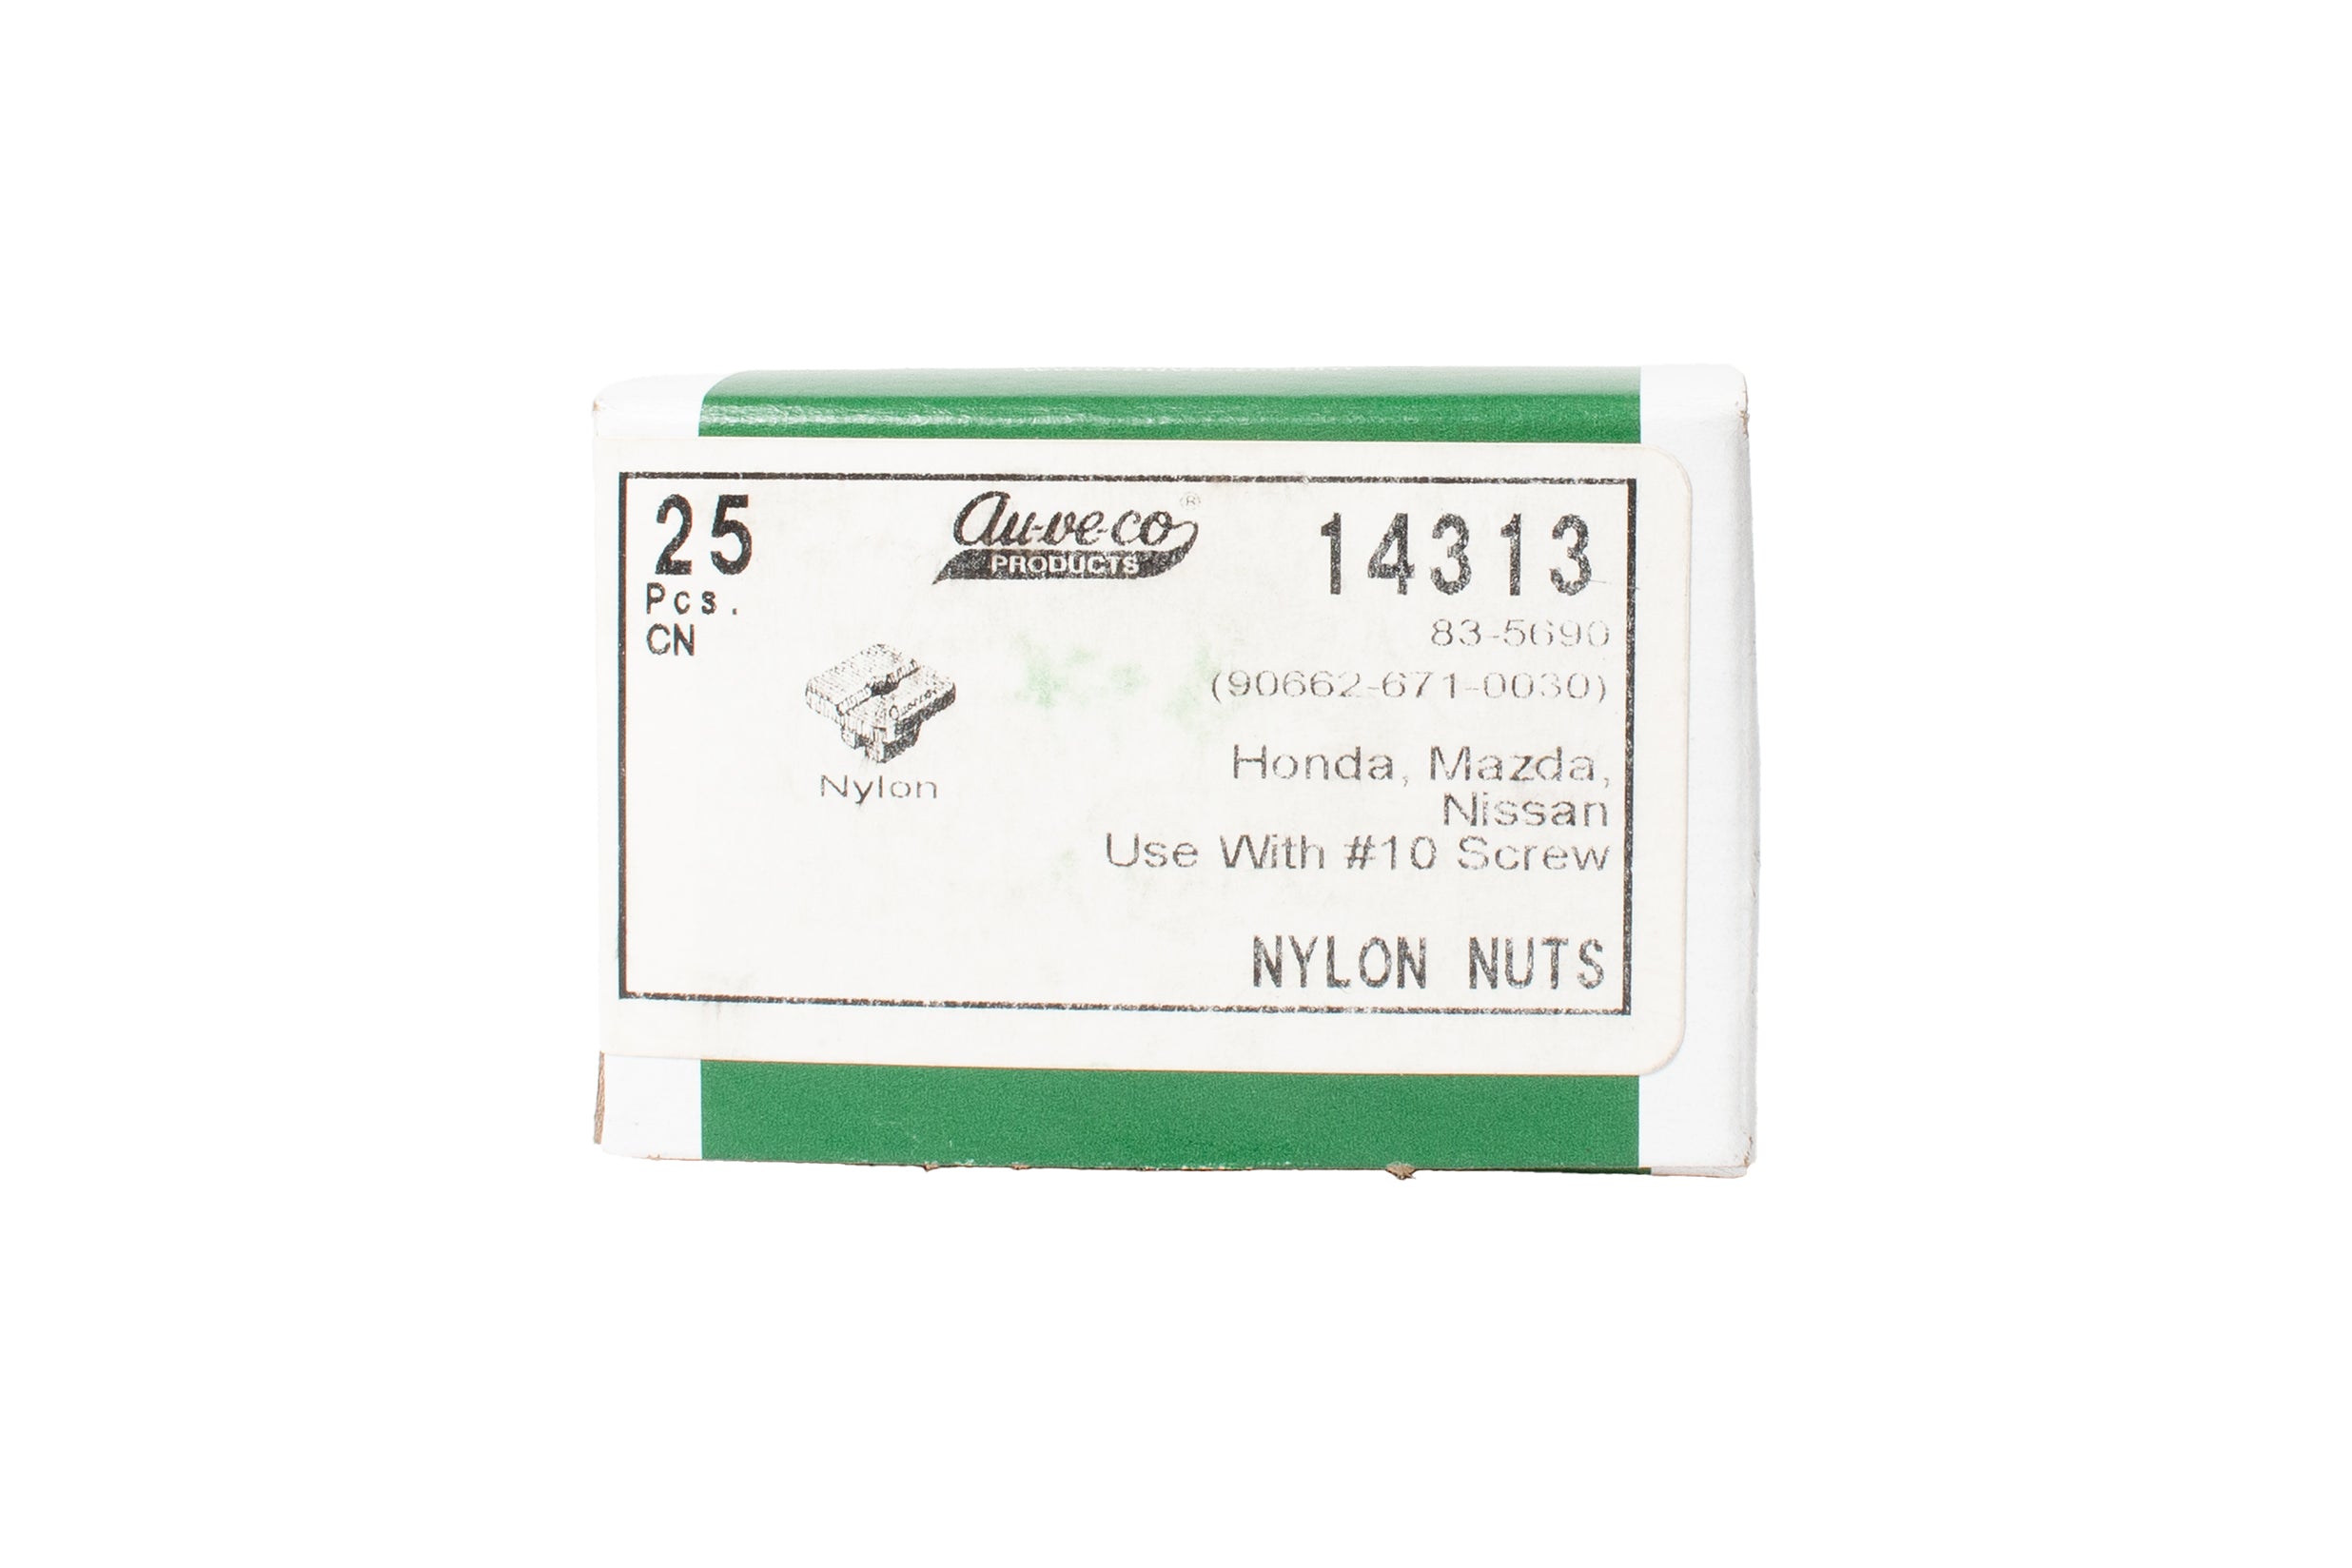 25
Pcs.
CN
Au-ve-co®
PRODUCTS
14313
83-5690
(90662-671-0030)
Nylon
Honda, Mazda,
Nissan
Use With #10 Screw
NYLON NUTS